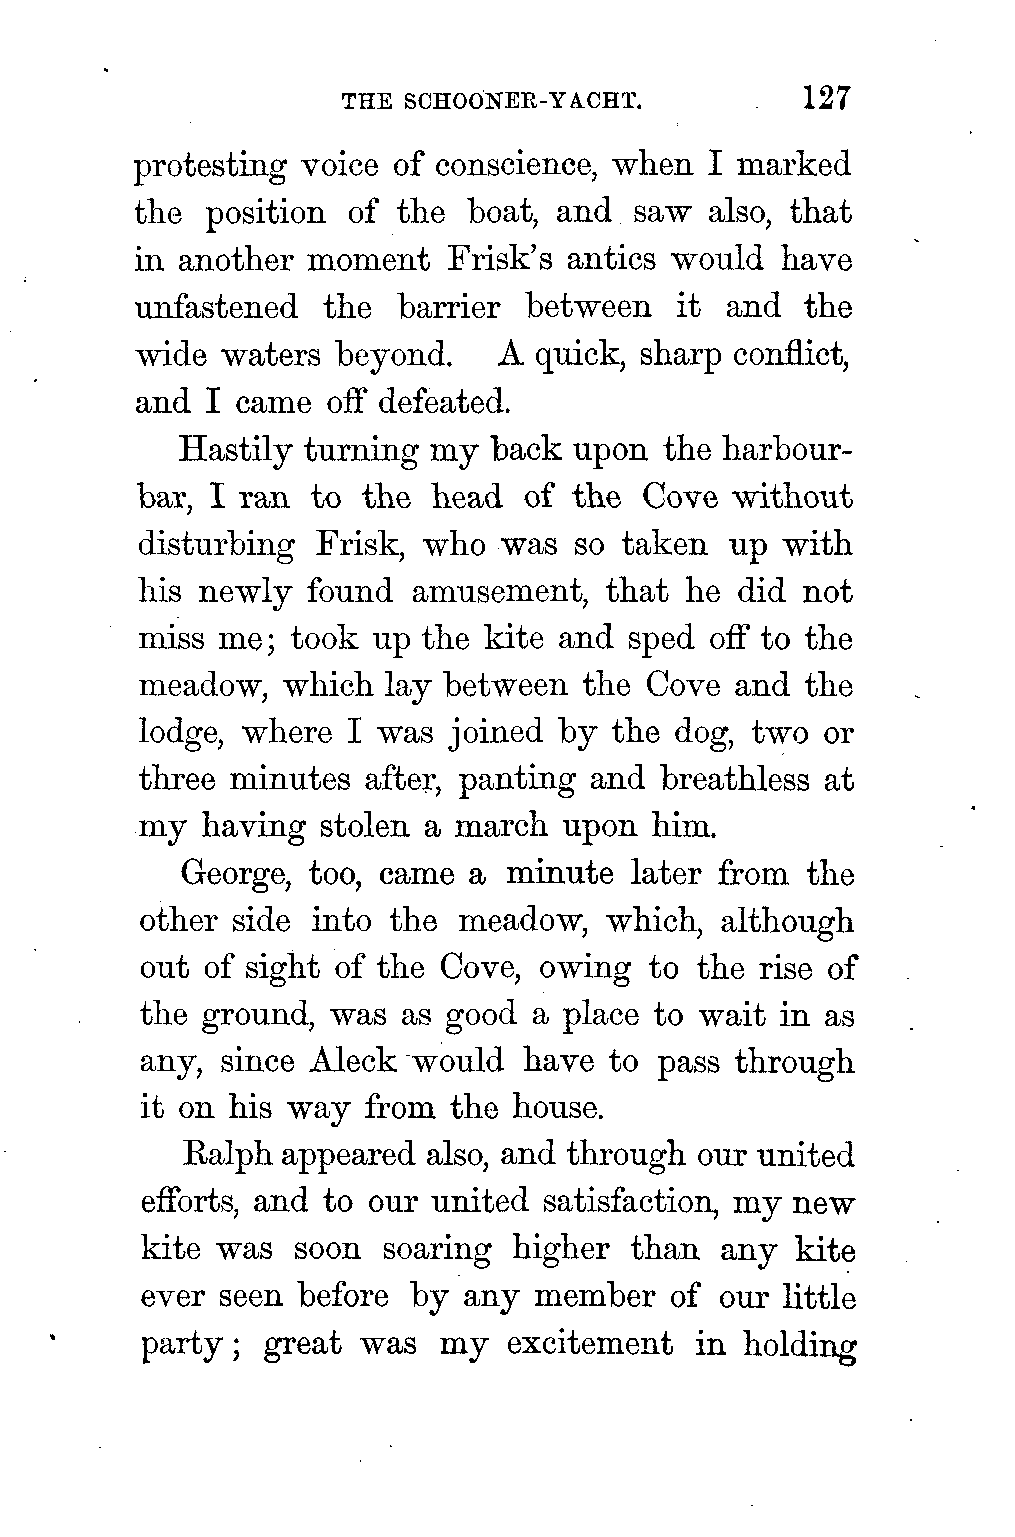 THE SCHOONER-YACHT. 127
protesting voice of conscience, when I marked
the position of the boat, and saw also, that
in another moment Frisk's antics would have
unfastened the barrier between it and the
wide waters beyond. A quick, sharp conflict,
and I came off defeated.
Hastily turning my back upon the harbour-
bar, I ran to the head of the Cove without
disturbing Frisk, who was so taken up with
his newly found amusement, that he did not
miss me; took up the kite and sped off to the
meadow, which lay between the Cove and the
lodge, where I was joined by the dog, two or
three minutes after, panting and breathless at
my having stolen a march upon him.
George, too, came a minute later from the
other side into the meadow, which, although
out of sight of the Cove, owing to the rise of
the ground, was as good a place to wait in as
any, since Aleck would have to pass through
it on his way from the house.
Ralph appeared also, and through our united
efforts, and to our united satisfaction, my new
kite was soon soaring higher than any kite
ever seen before by any member of our little
party; great was my excitement in holding